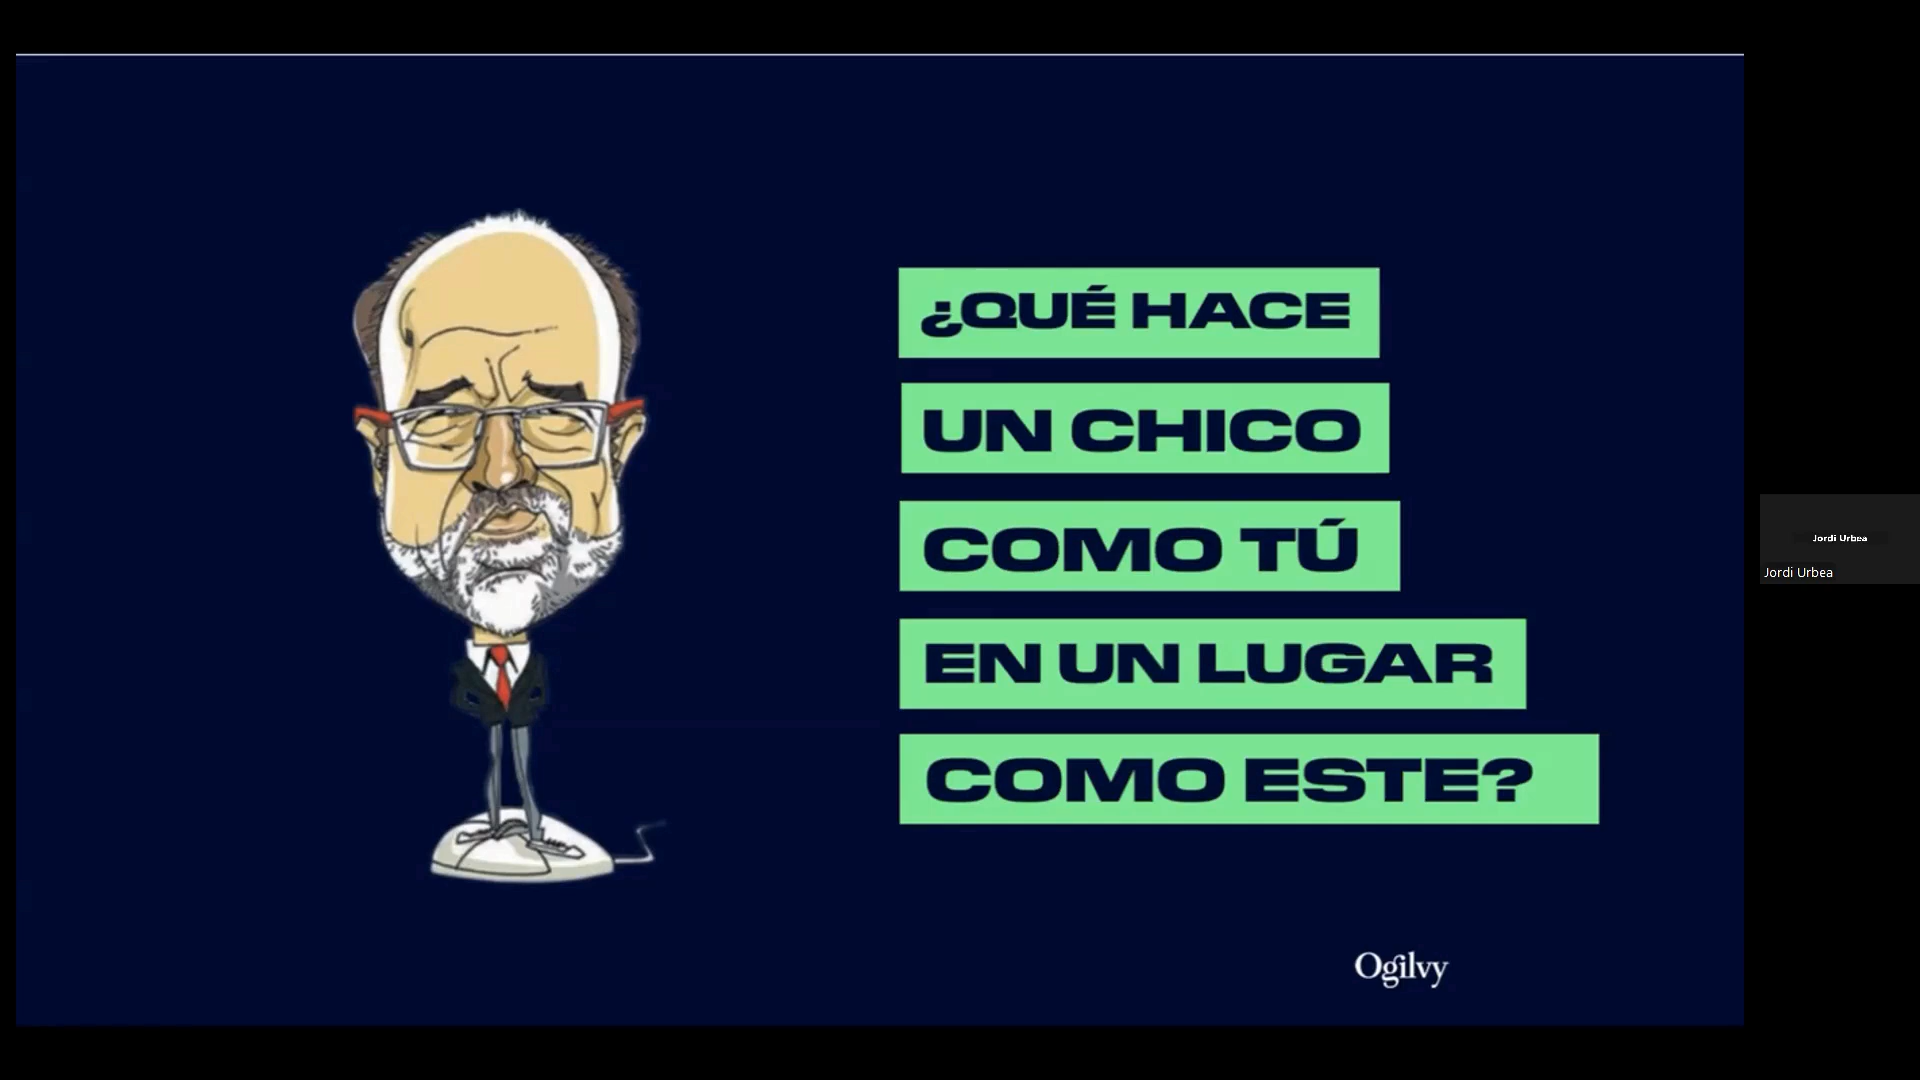 ¿QUÉ HACE
UN CHICO
COMO TÚ
EN UN LUGAR
COMO ESTE?
Ogilvy
Jordi Urbea
Jordi Urbea